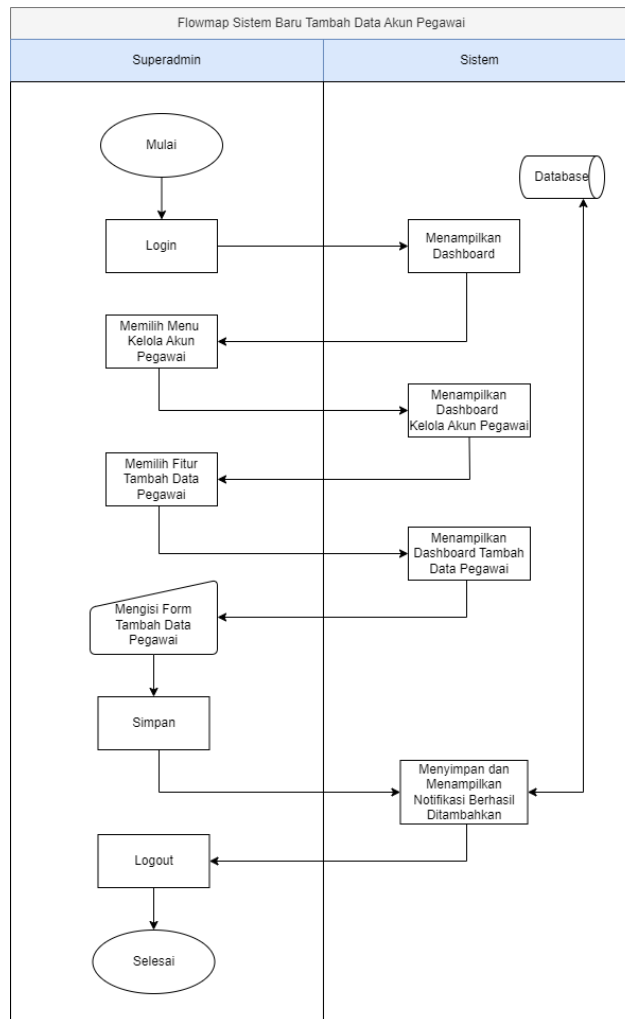 Flowmap Sistem Baru Tambah Data Akun Pegawai
Superadmin
Sistem
Mulai
Database
Login
Menampilkan
Dashboard
Memilih Menu
Kelola Akun
Pegawai
Menampilkan
Dashboard
Kelola Akun Pegawai
Memilih Fitur
Tambah Data
Pegawai
Menampilkan
Dashboard Tambah
Data Pegawai
Mengisi Form
Tambah Data
Pegawai
Simpan
Menyimpan dan
Menampilkan
Notifikasi Berhasil
Ditambahkan
Logout
Selesai